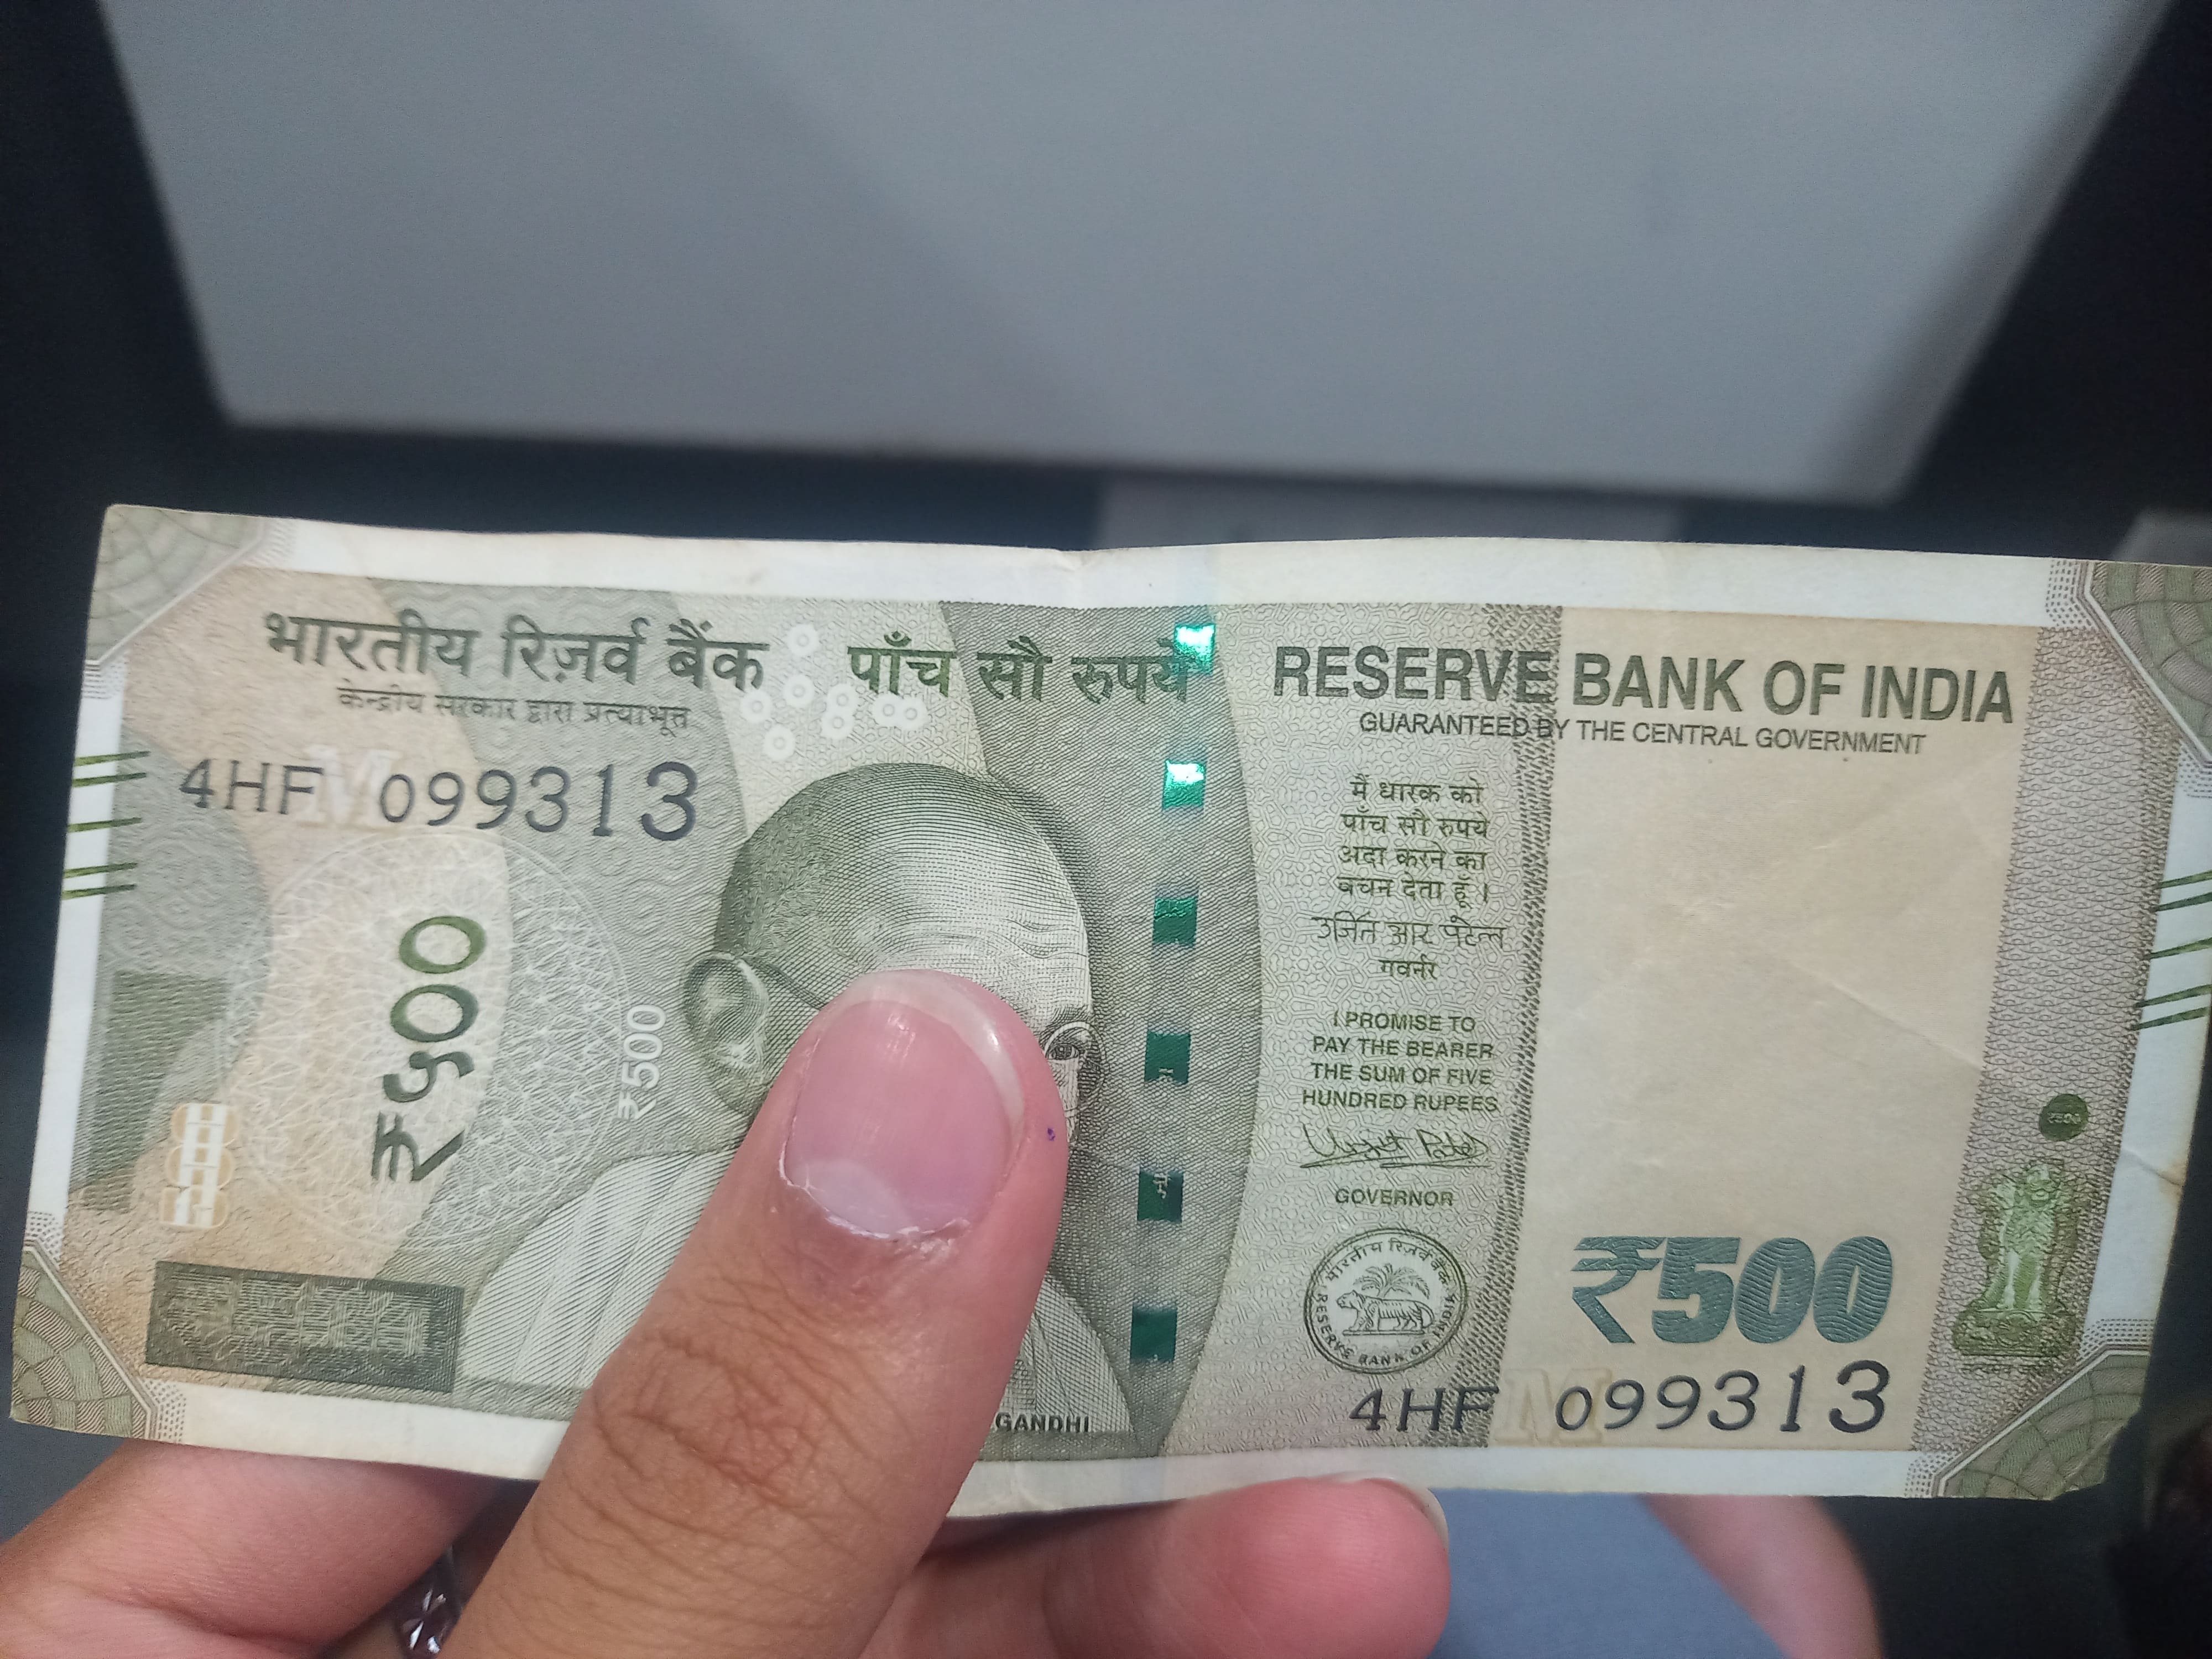 भारतीय रिज़र्व बैंक
केन्द्रीय सरकार द्वारा प्रत्याभूत
पाँच सौ रुपये
4HF 099313
₹५००
₹500
GANDHI
RESERVE BANK OF INDIA
GUARANTEED BY THE CENTRAL GOVERNMENT
मैं धारक को
पाँच सौ रुपये
अदा करने का
वचन देता हूँ ।
उर्जित आर पटेल
गवर्नर
I PROMISE TO
PAY THE BEARER
THE SUM OF FIVE
HUNDRED RUPEES
Urjit Patel
GOVERNOR
भारतीय रिज़र्व बैंक
RESERVE BANK OF INDIA
₹500
4HF 099313